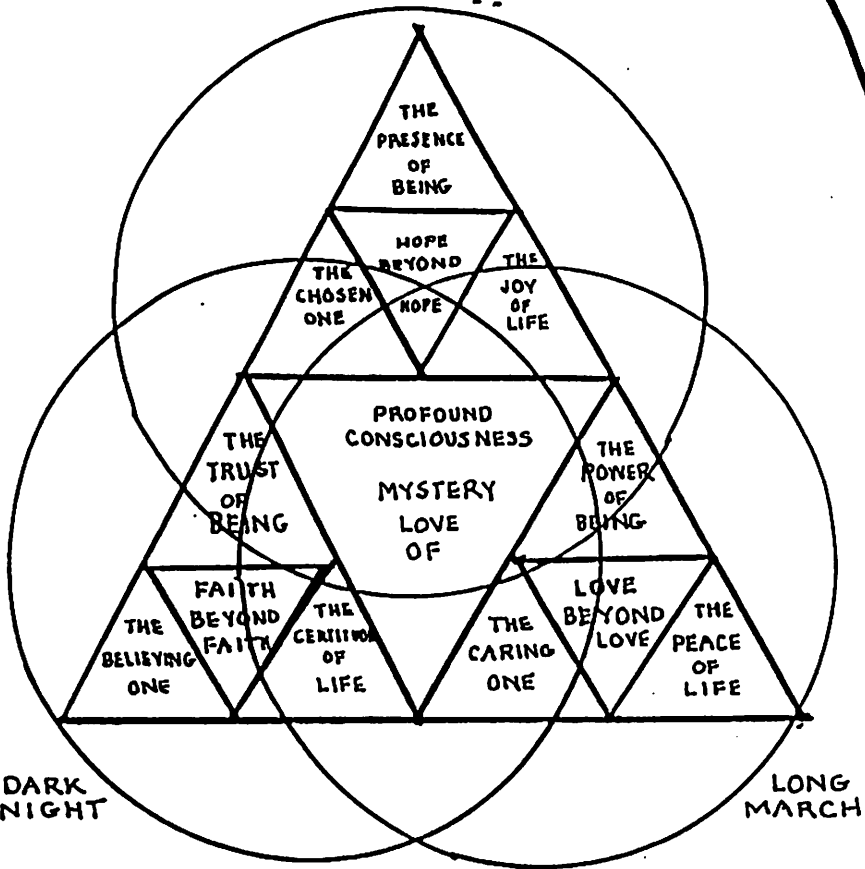 THE
PRESENCE
OF
BEING
HOPE
BEYOND
HOPE
THE
CHOSEN
ONE
THE
JOY
OF
LIFE
PROFOUND
CONSCIOUSNESS
MYSTERY
LOVE
OF
THE
TRUST
OF
BEING
THE
POWER
OF
BEING
FAITH
BEYOND
FAITH
THE
BELIEVING
ONE
THE
OF
LIFE
THE
CARING
ONE
LOVE
BEYOND
LOVE
THE
PEACE
OF
LIFE
DARK
NIGHT
LONG
MARCH